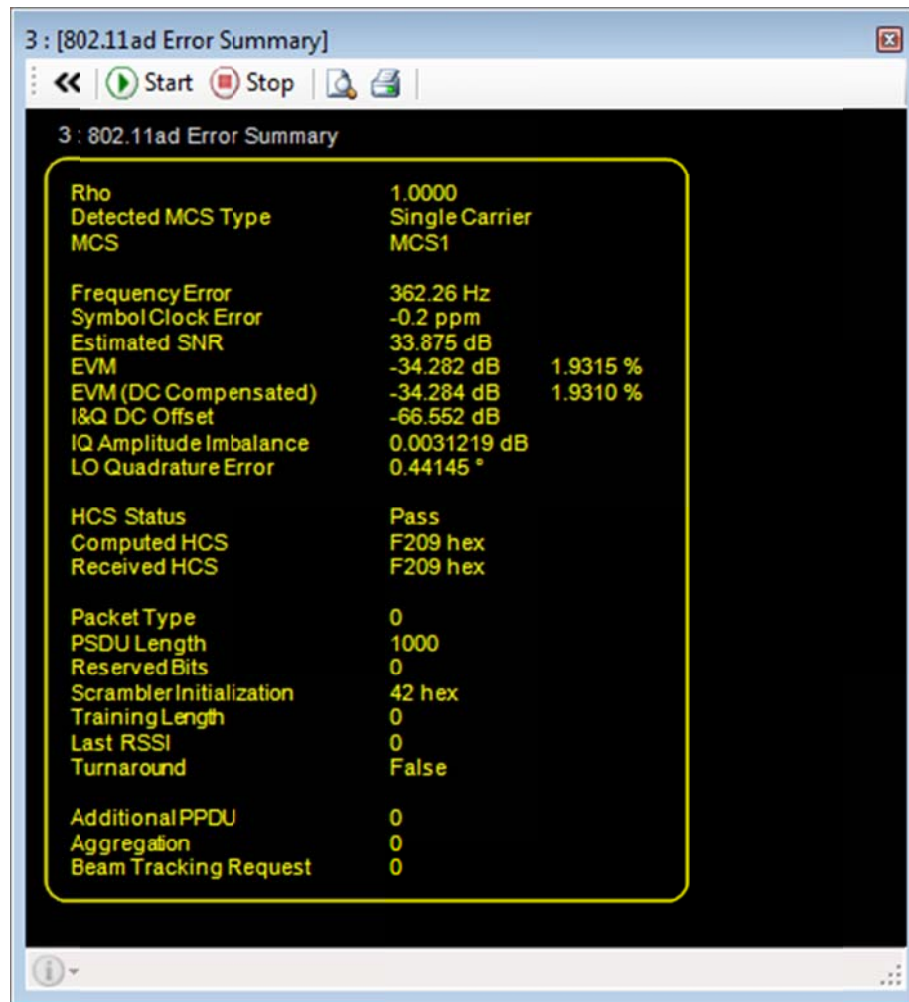 3 : [802.11ad Error Summary]
Start Stop
3 : 802.11ad Error Summary
Rho 1.0000
Detected MCS Type Single Carrier
MCS MCS1
Frequency Error 362.26 Hz
Symbol Clock Error -0.2 ppm
Estimated SNR 33.875 dB
EVM -34.282 dB 1.9315 %
EVM (DC Compensated) -34.284 dB 1.9310 %
I&Q DC Offset -66.552 dB
IQ Amplitude Imbalance 0.0031219 dB
LO Quadrature Error 0.44145 °
HCS Status Pass
Computed HCS F209 hex
Received HCS F209 hex
Packet Type 0
PSDU Length 1000
Reserved Bits 0
Scrambler Initialization 42 hex
Training Length 0
Last RSSI 0
Turnaround False
Additional PPDU 0
Aggregation 0
Beam Tracking Request 0